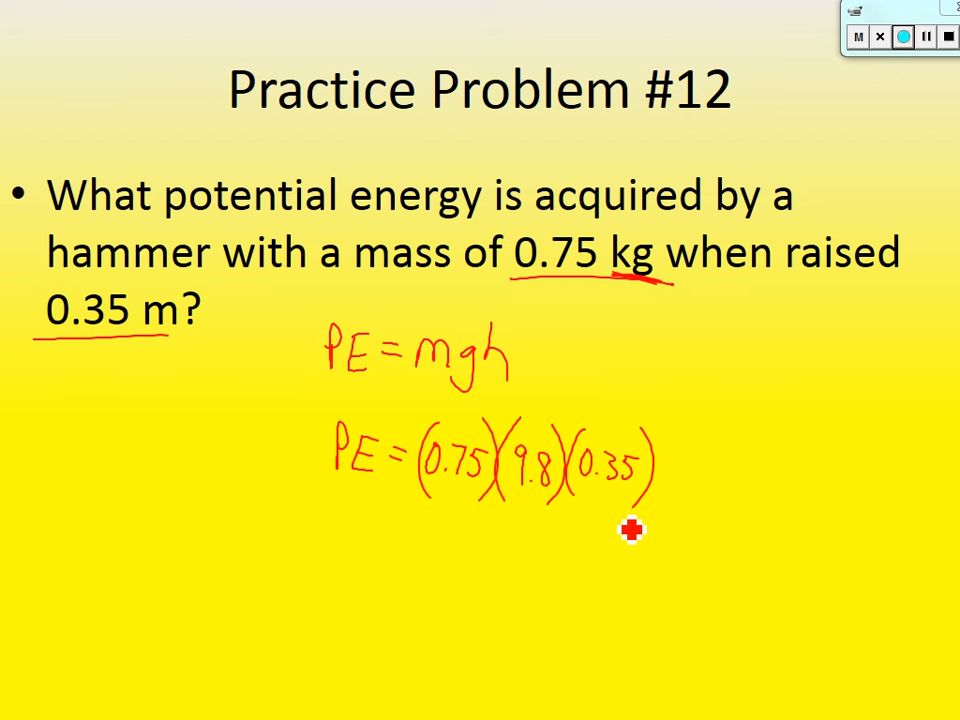 M
Practice Problem #12
• What potential energy is acquired by a
hammer with a mass of 0.75 kg when raised
0.35 m?
PE = mgh
PE = (0.75)(9.8)(0.35)